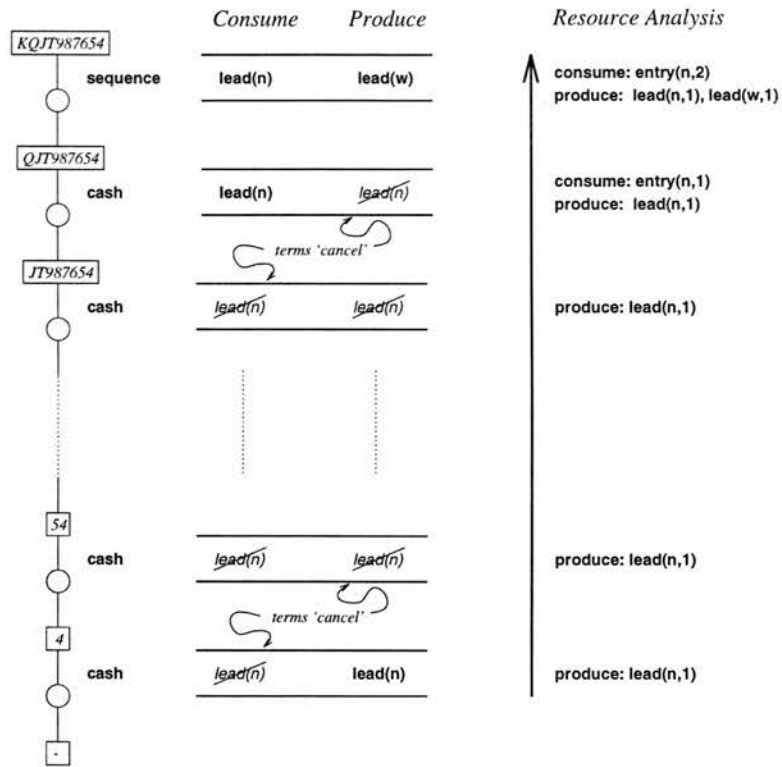 Consume Produce Resource Analysis
KQJT987654
sequence lead(n) lead(w) consume: entry(n,2)
produce: lead(n,1), lead(w,1)
QJT987654
cash lead(n) lead(n) consume: entry(n,1)
produce: lead(n,1)
terms 'cancel'
JT987654
cash lead(n) lead(n) produce: lead(n,1)
54
cash lead(n) lead(n) produce: lead(n,1)
terms 'cancel'
4
cash lead(n) lead(n) produce: lead(n,1)
-